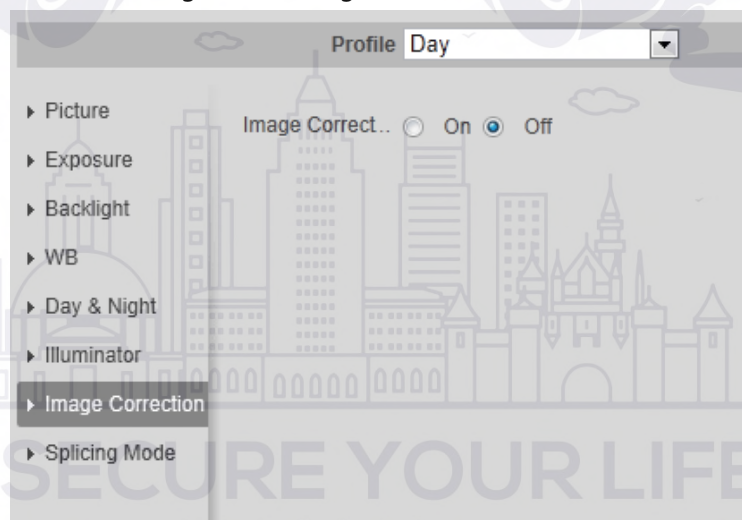 Profile Day
Picture
Image Correct.. On Off
Exposure
Backlight
WB
Day & Night
Illuminator
Image Correction
Splicing Mode
SECURE YOUR LIFE